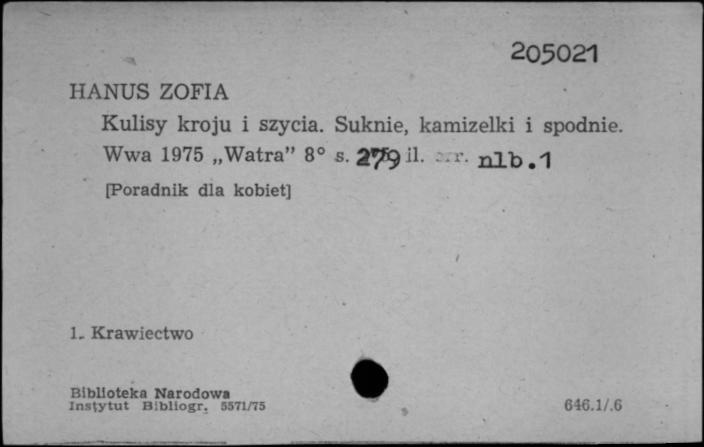 205021
HANUS ZOFIA
Kulisy kroju i szycia. Suknie, kamizelki i spodnie.
Wwa 1975 „Watra” 8° s. 279 il. nlb.1
[Poradnik dla kobiet]
1. Krawiectwo
Biblioteka Narodowa
Instytut Bibliogr. 5571/75
646.1/.6